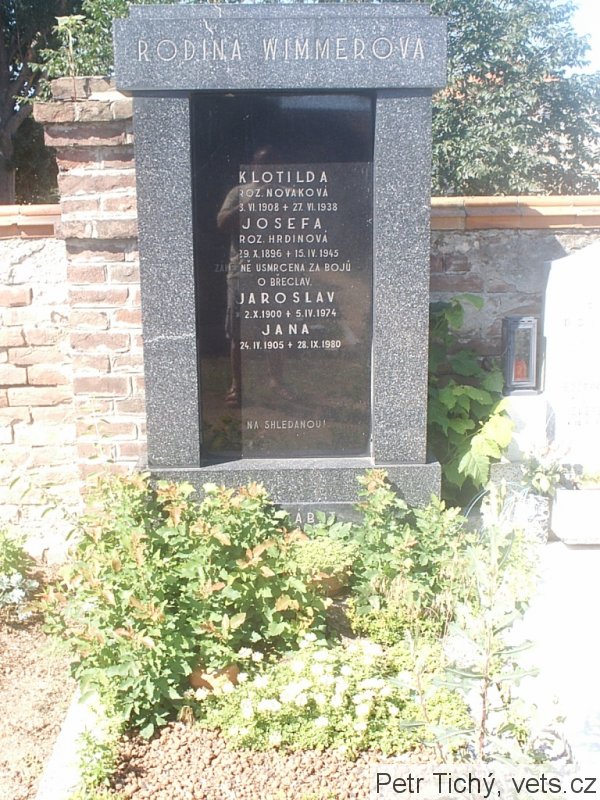 RODINA WIMMEROVA
KLOTILDA
ROZ. NOVÁKOVÁ
3. VI. 1908 + 27. VI. 1938
JOSEFA
ROZ. HRDINOVÁ
29. X. 1896 + 15. IV. 1945
USMRCENA ZA BOJŮ
O BŘECLAV.
JAROSLAV
2. X. 1900 + 5. IV. 1974
JANA
24. IV. 1905 + 28. IX. 1980
NA SHLEDANOU!
Petr Tichý, vets.cz